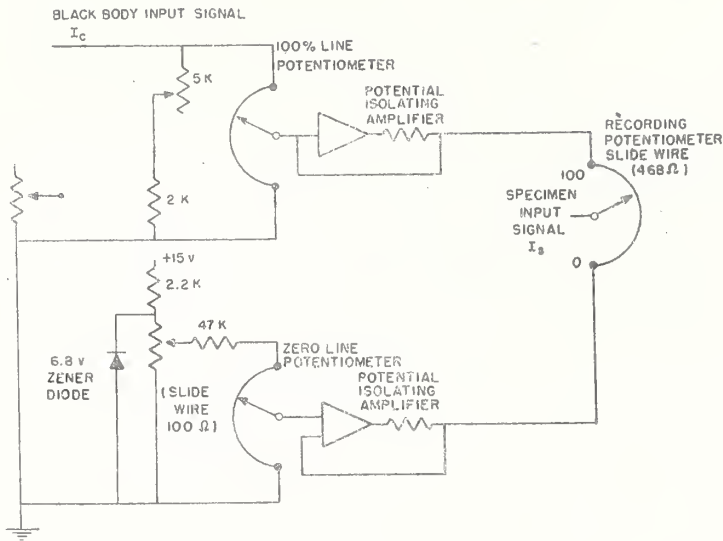 BLACK BODY INPUT SIGNAL
Ic
5 K
100% LINE
POTENTIOMETER
POTENTIAL
ISOLATING
AMPLIFIER
RECORDING
POTENTIOMETER
SLIDE WIRE
(468Ω)
100
SPECIMEN
INPUT
SIGNAL
Is
0
2 K
+15 V
2.2 K
47 K
6.8 V
ZENER
DIODE
(SLIDE
WIRE
100 Ω)
ZERO LINE
POTENTIOMETER
POTENTIAL
ISOLATING
AMPLIFIER